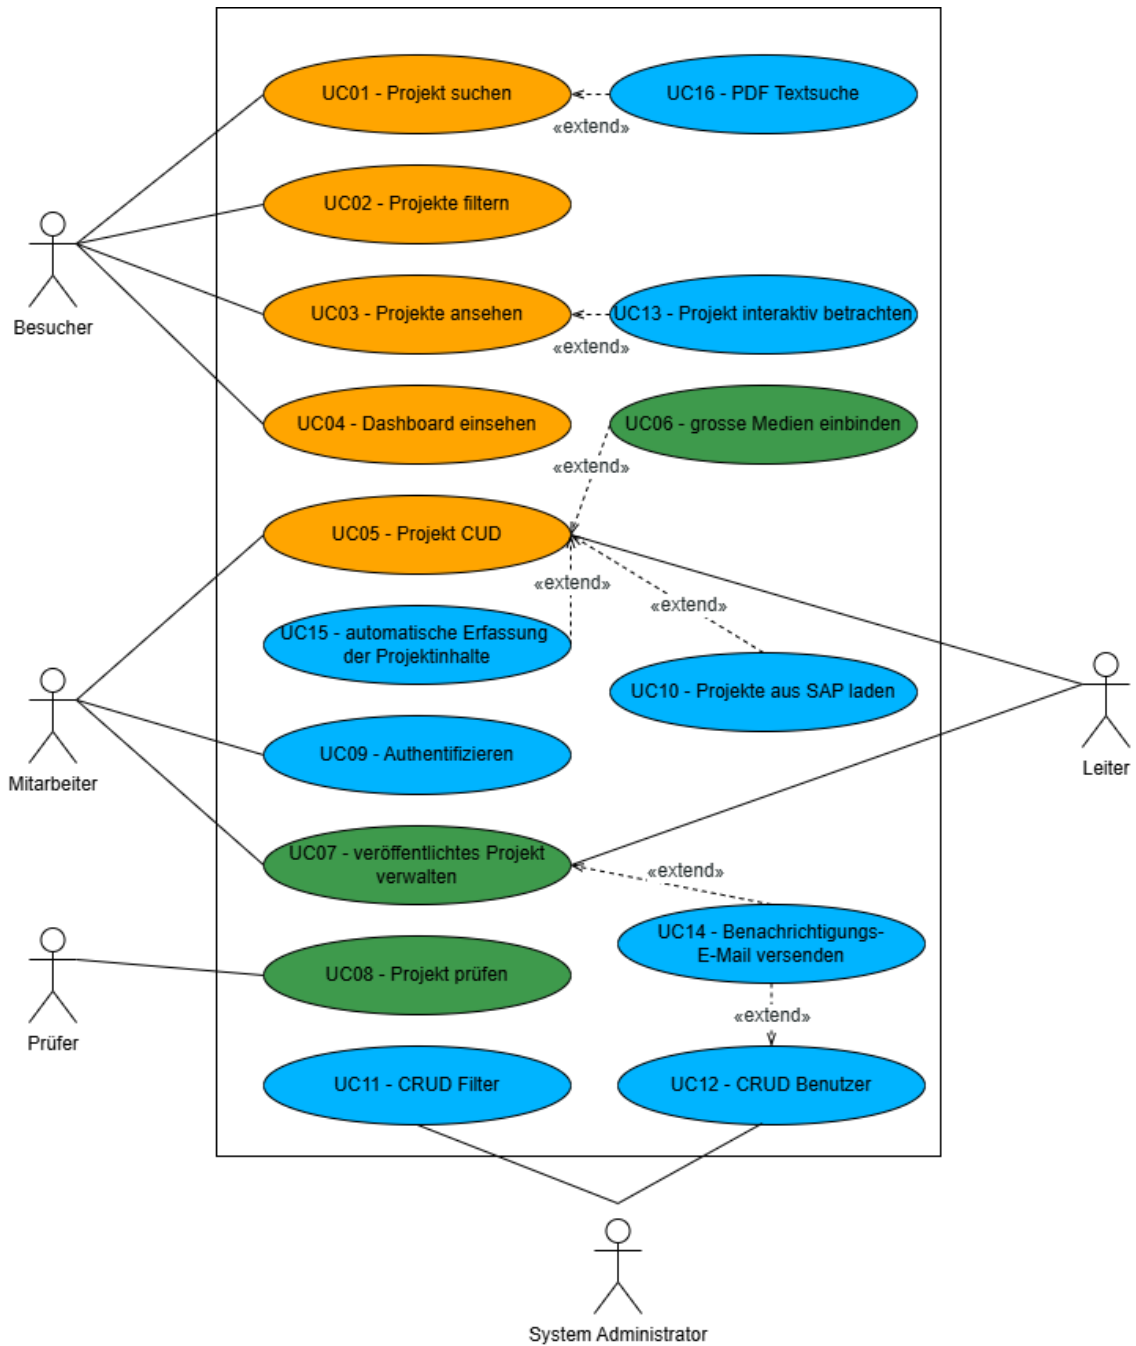 UC01 - Projekt suchen
UC16 - PDF Textsuche
«extend»
UC02 - Projekte filtern
Besucher
UC03 - Projekte ansehen
UC13 - Projekt interaktiv betrachten
«extend»
UC04 - Dashboard einsehen
UC06 - grosse Medien einbinden
«extend»
UC05 - Projekt CUD
«extend»
«extend»
UC15 - automatische Erfassung
der Projektinhalte
UC10 - Projekte aus SAP laden
Mitarbeiter
UC09 - Authentifizieren
Leiter
UC07 - veröffentlichtes Projekt
verwalten
«extend»
UC14 - Benachrichtigungs-
E-Mail versenden
UC08 - Projekt prüfen
«extend»
Prüfer
UC11 - CRUD Filter
UC12 - CRUD Benutzer
System Administrator